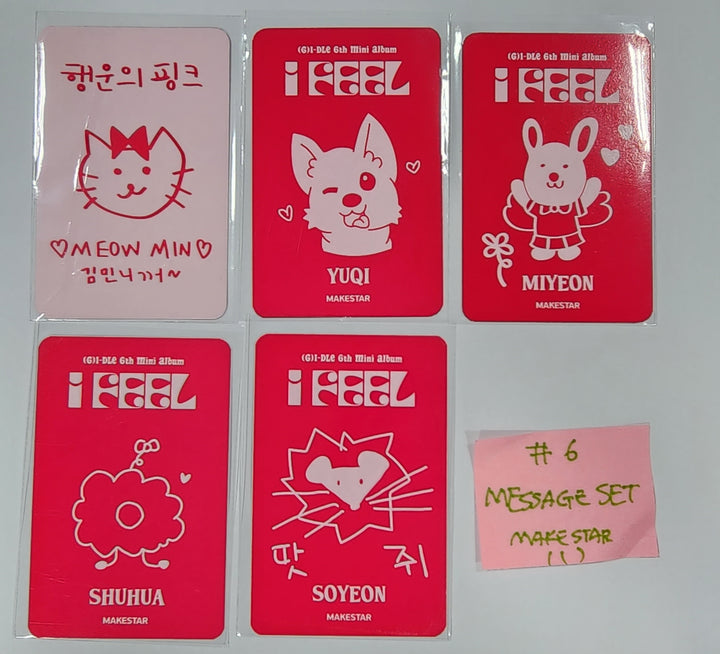 행운의 핑크
♡MEOW MIN♡
김민니꺼~
(G)I-DLE 6th Mini Album
I FEEL
YUQI
MAKESTAR
(G)I-DLE 6th Mini Album
I FEEL
MIYEON
MAKESTAR
(G)I-DLE 6th Mini Album
I FEEL
SHUHUA
MAKESTAR
(G)I-DLE 6th Mini Album
I FEEL
팟 쥐
SOYEON
MAKESTAR
# 6
MESSAGE SET
MAKESTAR